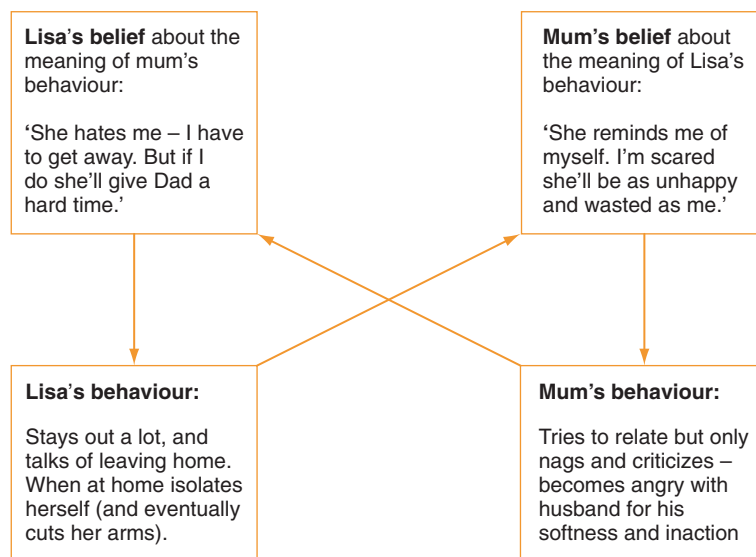 Lisa's belief about the
meaning of mum's
behaviour:
‘She hates me – I have
to get away. But if I
do she'll give Dad a
hard time.’
Mum's belief about
the meaning of Lisa's
behaviour:
‘She reminds me of
myself. I'm scared
she'll be as unhappy
and wasted as me.’
Lisa's behaviour:
Stays out a lot, and
talks of leaving home.
When at home isolates
herself (and eventually
cuts her arms).
Mum's behaviour:
Tries to relate but only
nags and criticizes –
becomes angry with
husband for his
softness and inaction